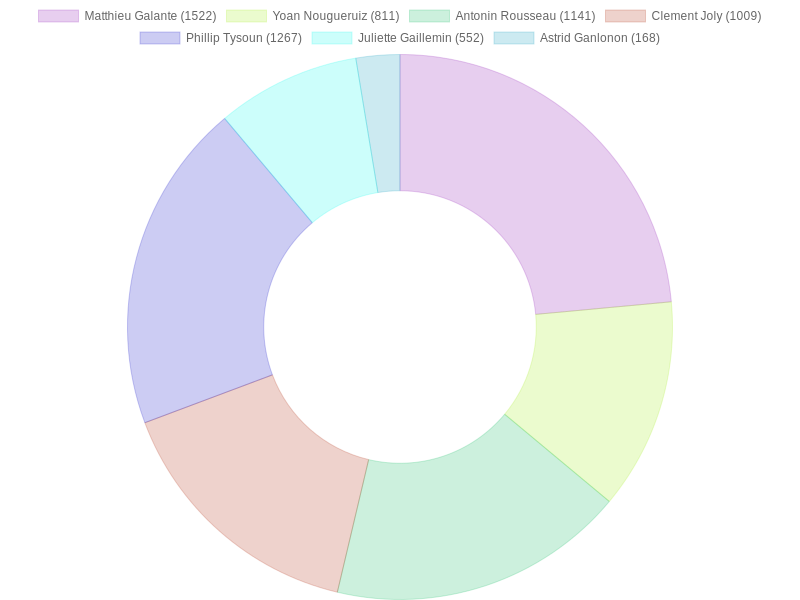 Matthieu Galante (1522) Yoan Nougueruiz (811) Antonin Rousseau (1141) Clement Joly (1009)
Phillip Tysoun (1267) Juliette Gaillemin (552) Astrid Ganlonon (168)